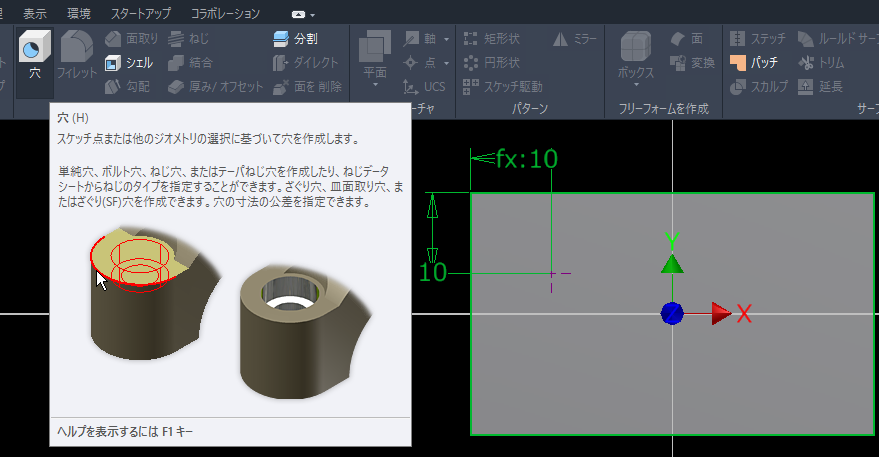 表示 環境 スタートアップ コラボレーション
穴
フィレット
面取り
シェル
勾配
ねじ
結合
厚み/オフセット
分割
ダイレクト
面を削除
平面
軸
点
UCS
矩形状
円形状
スケッチ駆動
ミラー
パターン
ボックス
面
変換
フリーフォームを作成
ステッチ
パッチ
スカルプ
ルールド サーフ
トリム
延長
サーフ
穴 (H)
スケッチ点または他のジオメトリの選択に基づいて穴を作成します。
単純穴、ボルト穴、ねじ穴、またはテーパねじ穴を作成したり、ねじデータ
シートからねじのタイプを指定することができます。ざぐり穴、皿面取り穴、ま
たはざぐり(SF)穴を作成できます。穴の寸法の公差を指定できます。
ヘルプを表示するには F1 キー
fx:10
10
Y
X